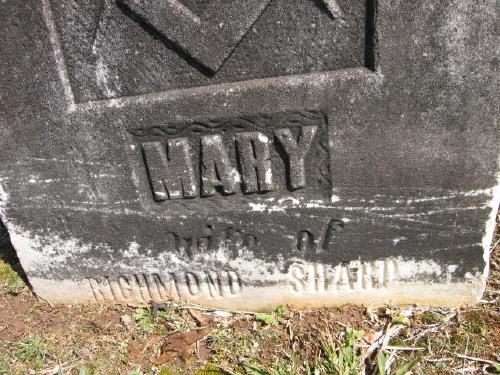 MARY
wife of
RICHMOND SHARP